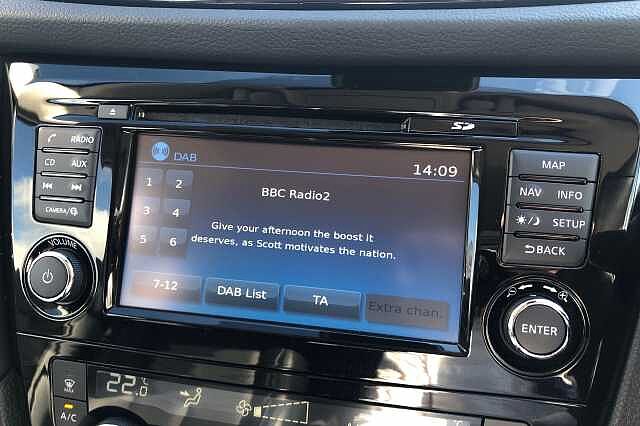 RADIO
CD AUX
CAMERA
VOLUME
SD
DAB
14:09
1 2
BBC Radio2
3 4
Give your afternoon the boost it
5 6
deserves, as Scott motivates the nation.
7-12
DAB List
TA
Extra chan.
MAP
NAV INFO
SETUP
BACK
ENTER
MAX
22.5°C
A/C
°C